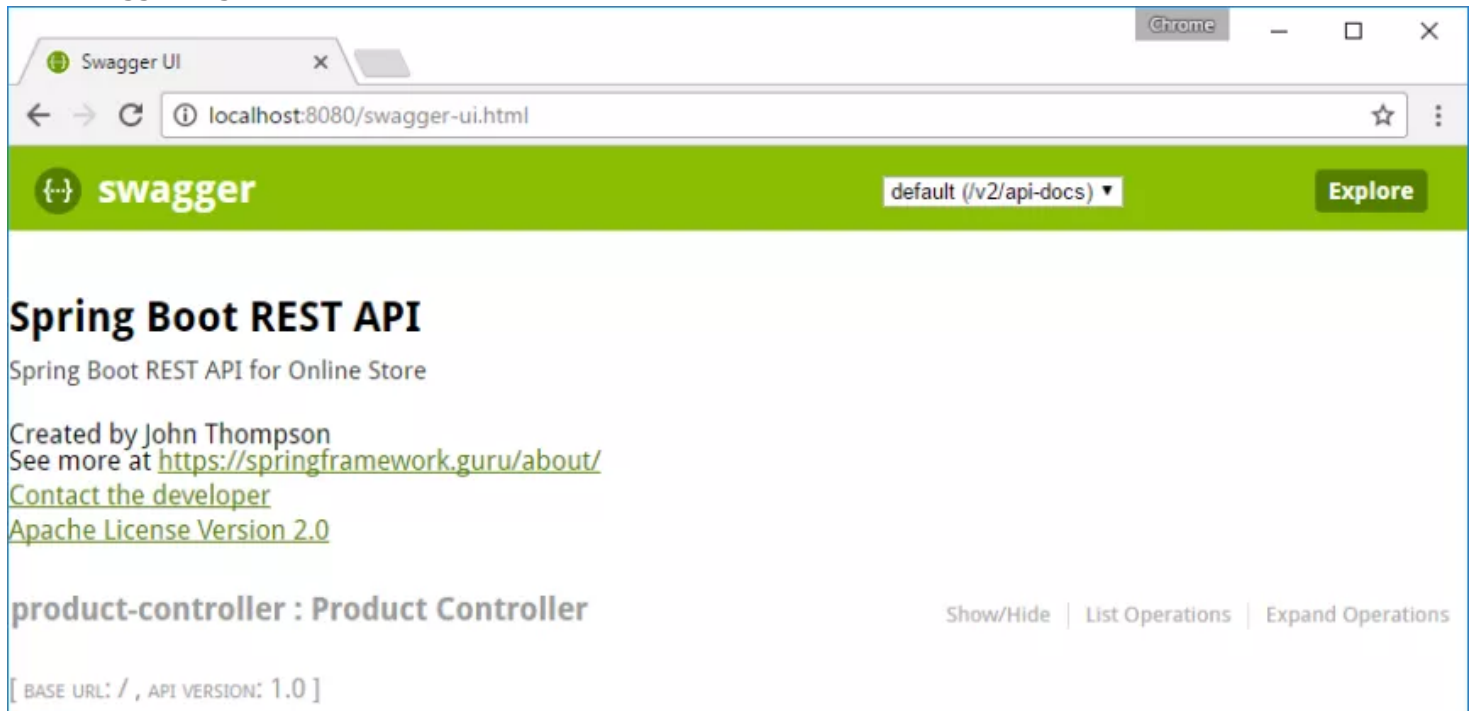 Chrome
Swagger UI
localhost:8080/swagger-ui.html
{···} swagger
default (/v2/api-docs)
Explore
Spring Boot REST API
Spring Boot REST API for Online Store
Created by John Thompson
See more at https://springframework.guru/about/
Contact the developer
Apache License Version 2.0
product-controller : Product Controller
Show/Hide | List Operations | Expand Operations
[ BASE URL: / , API VERSION: 1.0 ]